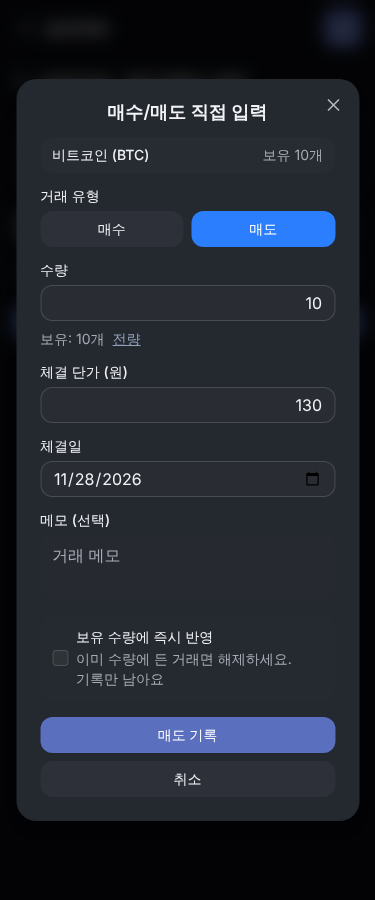 매수/매도 직접 입력
비트코인 (BTC) 보유 10개
거래 유형
매수 매도
수량
10
보유: 10개 전량
체결 단가 (원)
130
체결일
11/28/2026
메모 (선택)
거래 메모
보유 수량에 즉시 반영
이미 수량에 든 거래면 해제하세요.
기록만 남아요
매도 기록
취소